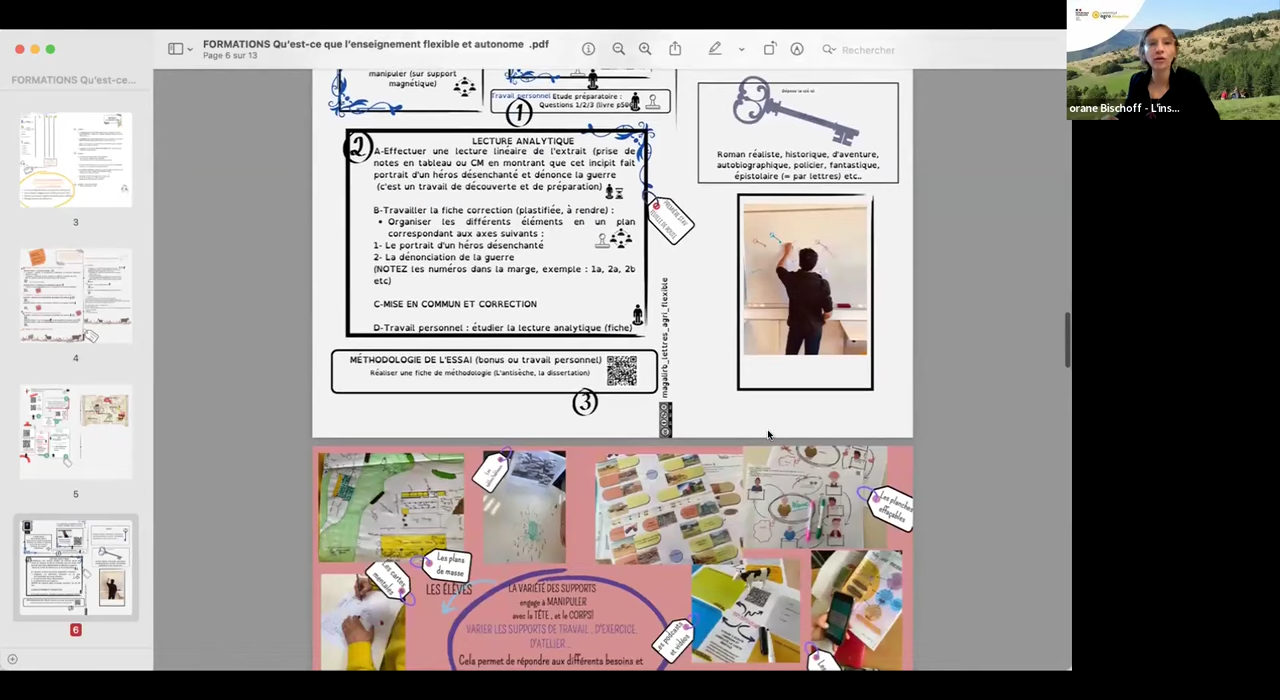 FORMATIONS Qu'est-ce que l'enseignement flexible et autonome .pdf
Page 6 sur 13
Rechercher
FORMATIONS Qu'est-ce...
3
4
5
6
orane Bischoff - L'ins...
manipuler (sur support
magnétique)
Travail personnel Etude préparatoire :
Questions 1/2/3 (livre p50
1
2
LECTURE ANALYTIQUE
A-Effectuer une lecture linéaire de l'extrait (prise de
notes en tableau ou CM en montrant que cet incipit fait
portrait d'un héros désenchanté et dénonce la guerre
(c'est un travail de découverte et de préparation)
B-Travailler la fiche correction (plastifiée, à rendre) :
• Organiser les différents éléments en un plan
correspondant aux axes suivants :
1- Le portrait d'un héros désenchanté
2- La dénonciation de la guerre
(NOTEZ les numéros dans la marge, exemple : 1a, 2a, 2b
etc)
C-MISE EN COMMUN ET CORRECTION
D-Travail personnel : étudier la lecture analytique (fiche)
MÉTHODOLOGIE DE L'ESSAI (bonus ou travail personnel)
Réaliser une fiche de méthodologie (L'antisèche, la dissertation)
3
magalirb_lettres_agri_flexible
Roman réaliste, historique, d'aventure,
autobiographique, policier, fantastique,
épistolaire (= par lettres) etc..
Les planches
effaçables
Les plans
de masse
Les cartes
mentales
LES ÉLÈVES
LA VARIÉTÉ DES SUPPORTS
engage à MANIPULER
avec la TÊTE , et le CORPS!
VARIER LES SUPPORTS DE TRAVAIL , D'EXERCICE,
D'ATELIER...
Cela permet de répondre aux différents besoins et
Les podcasts
et vidéos
Les